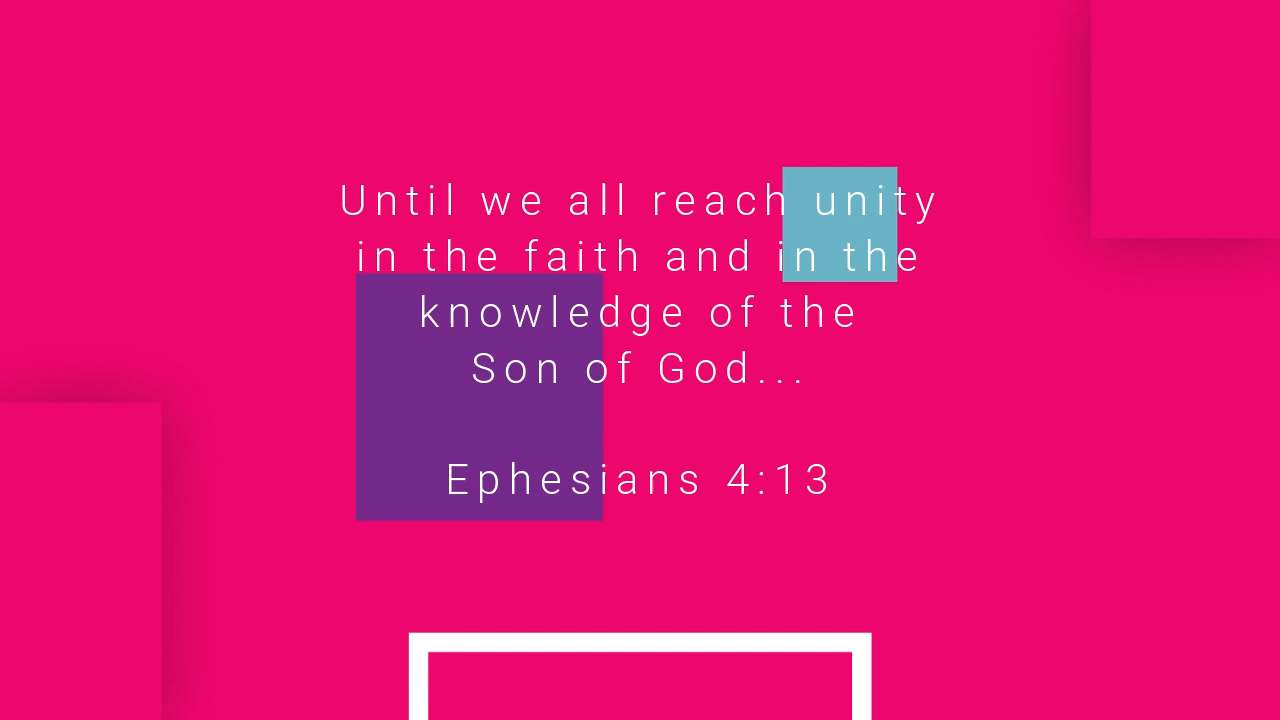 Until we all reach unity
in the faith and in the
knowledge of the
Son of God...
Ephesians 4:13